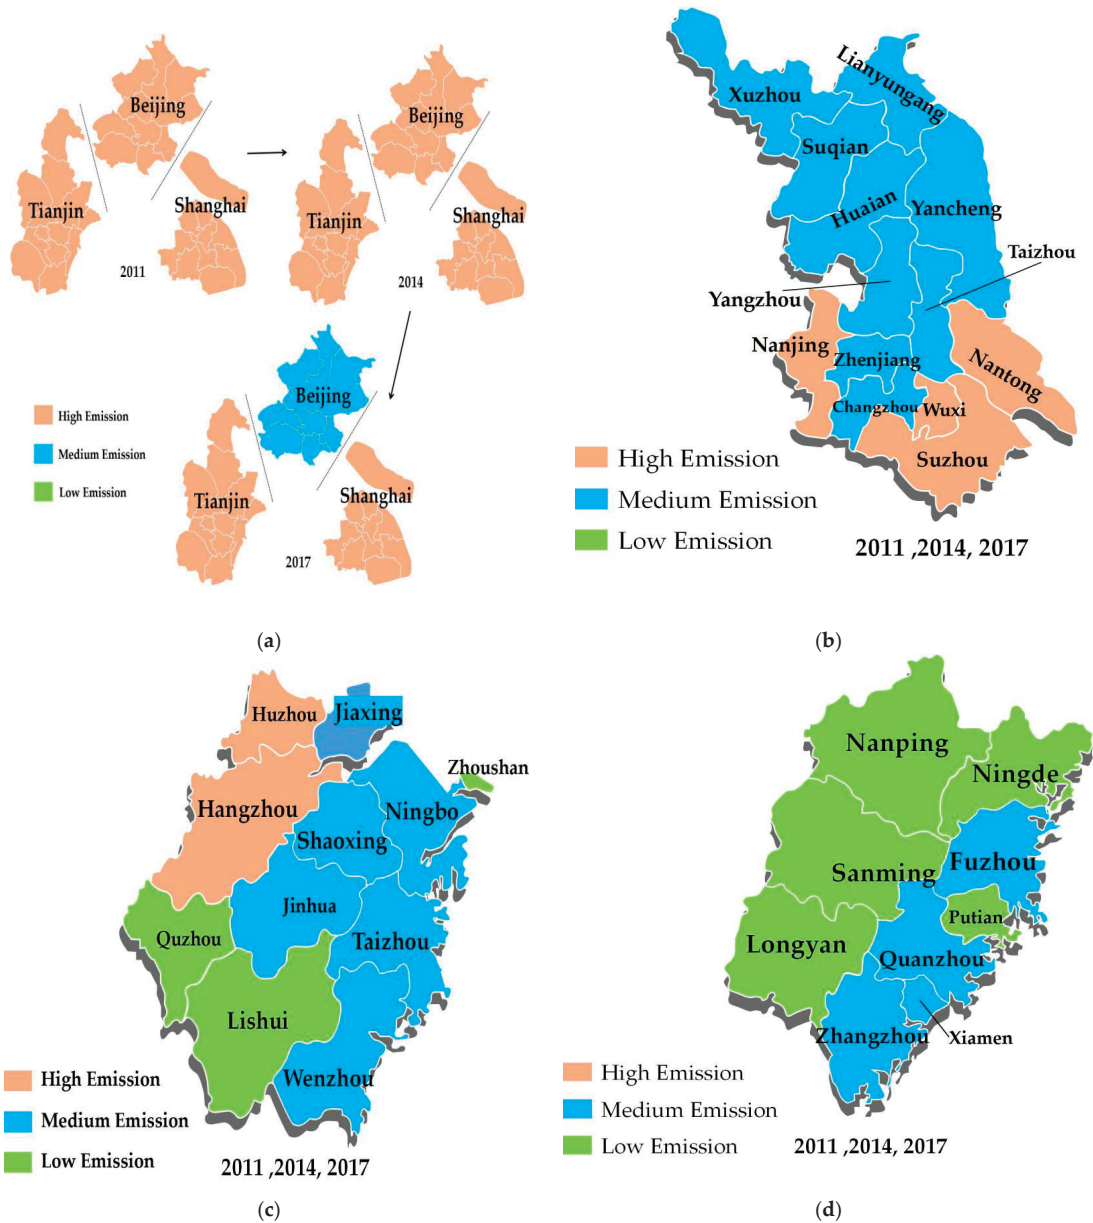 Beijing
Tianjin
Shanghai
2011
Beijing
Tianjin
Shanghai
2014
Beijing
Tianjin
Shanghai
2017
High Emission
Medium Emission
Low Emission
(a)
Lianyungang
Xuzhou
Suqian
Huaian
Yancheng
Taizhou
Yangzhou
Nanjing
Zhenjiang
Nantong
Changzhou
Wuxi
Suzhou
High Emission
Medium Emission
Low Emission
2011 ,2014, 2017
(b)
Huzhou
Jiaxing
Zhoushan
Hangzhou
Ningbo
Shaoxing
Jinhua
Quzhou
Taizhou
Lishui
Wenzhou
High Emission
Medium Emission
Low Emission
2011 ,2014, 2017
(c)
Nanping
Ningde
Fuzhou
Sanming
Putian
Longyan
Quanzhou
Zhangzhou
Xiamen
High Emission
Medium Emission
Low Emission
2011 ,2014, 2017
(d)